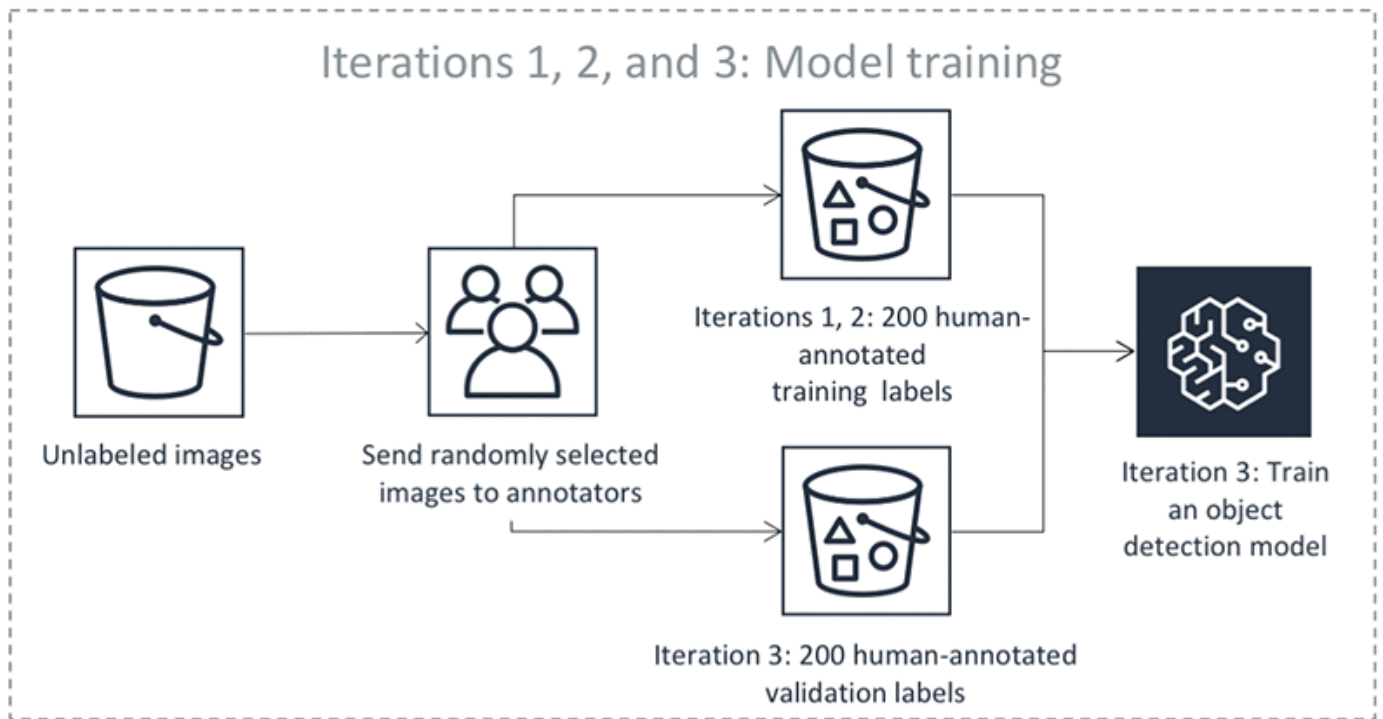 Iterations 1, 2, and 3: Model training
Unlabeled images
Send randomly selected
images to annotators
Iterations 1, 2: 200 human-
annotated
training labels
Iteration 3: 200 human-annotated
validation labels
Iteration 3: Train
an object
detection model